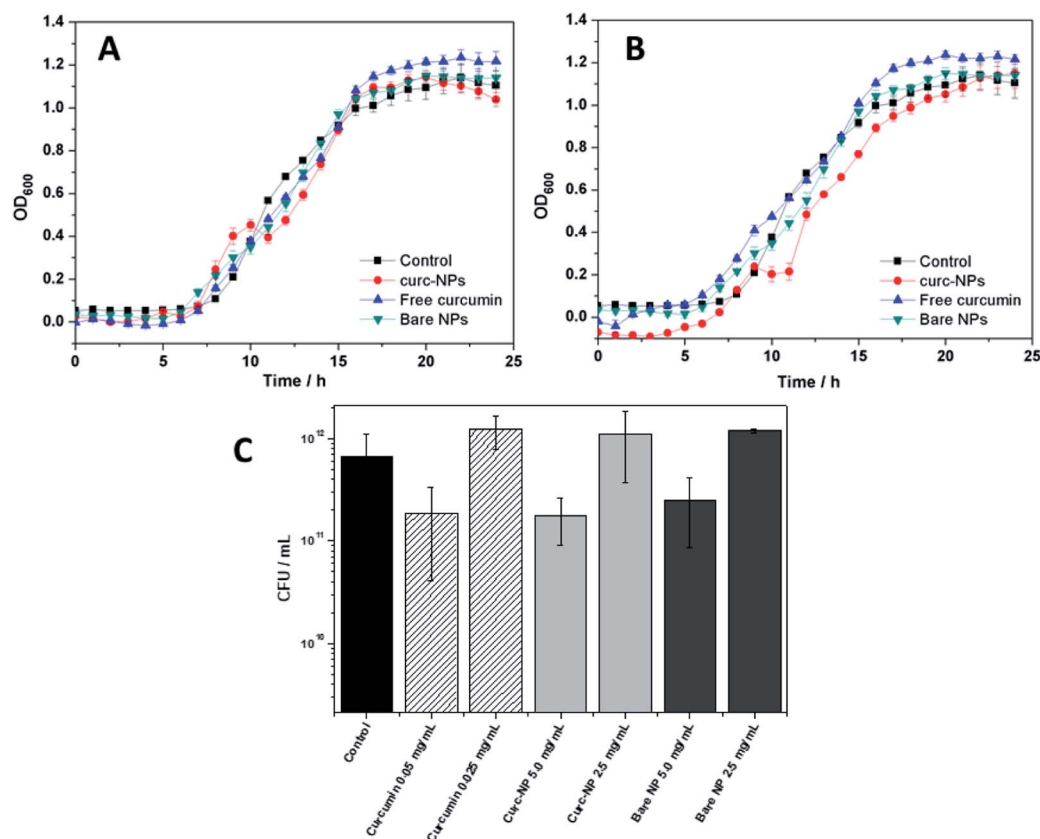 A
OD600
1.4
1.2
1.0
0.8
0.6
0.4
0.2
0.0
Control
curc-NPs
Free curcumin
Bare NPs
0 5 10 15 20 25
Time / h
B
OD600
1.4
1.2
1.0
0.8
0.6
0.4
0.2
0.0
Control
curc-NPs
Free curcumin
Bare NPs
0 5 10 15 20 25
Time / h
C
CFU / mL
10^12
10^11
10^10
Control
Curcumin 0.05 mg/mL
Curcumin 0.025 mg/mL
Curc-NP 5.0 mg/mL
Curc-NP 2.5 mg/mL
Bare NP 5.0 mg/mL
Bare NP 2.5 mg/mL